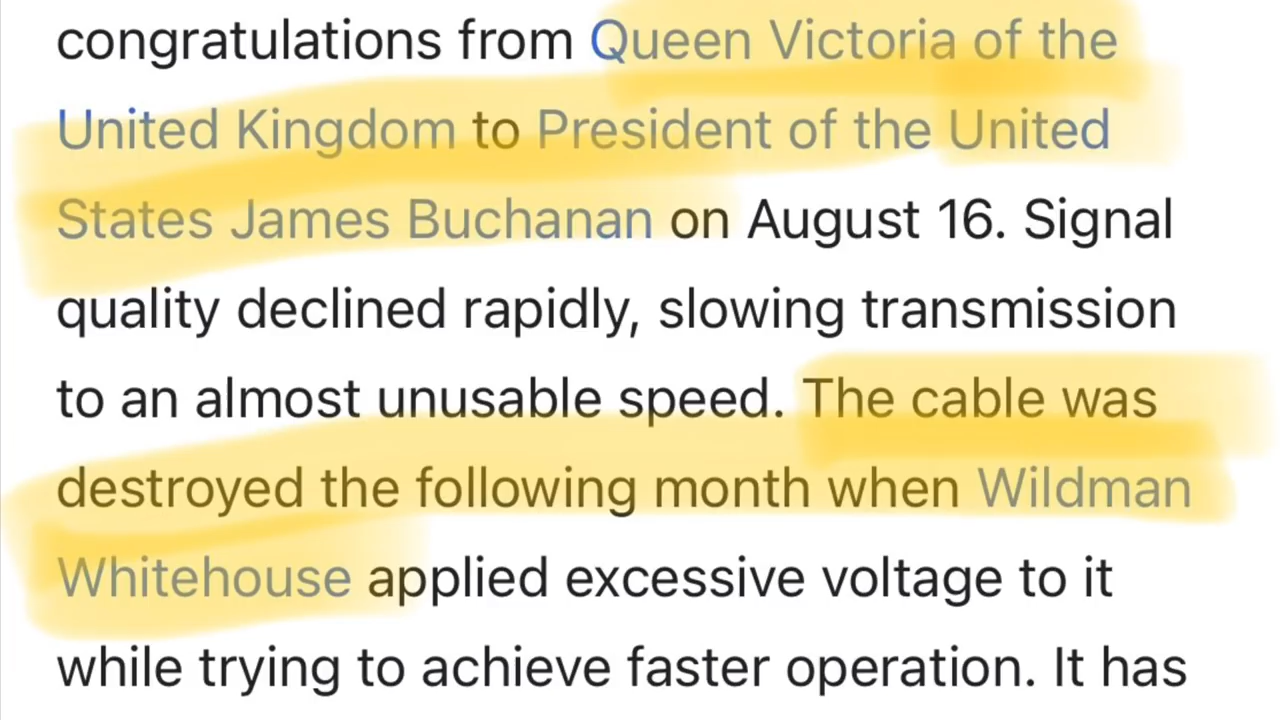 congratulations from Queen Victoria of the
United Kingdom to President of the United
States James Buchanan on August 16. Signal
quality declined rapidly, slowing transmission
to an almost unusable speed. The cable was
destroyed the following month when Wildman
Whitehouse applied excessive voltage to it
while trying to achieve faster operation. It has